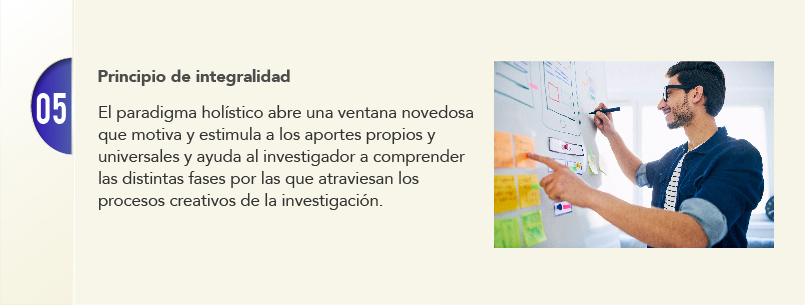 05
Principio de integralidad
El paradigma holístico abre una ventana novedosa
que motiva y estimula a los aportes propios y
universales y ayuda al investigador a comprender
las distintas fases por las que atraviesan los
procesos creativos de la investigación.